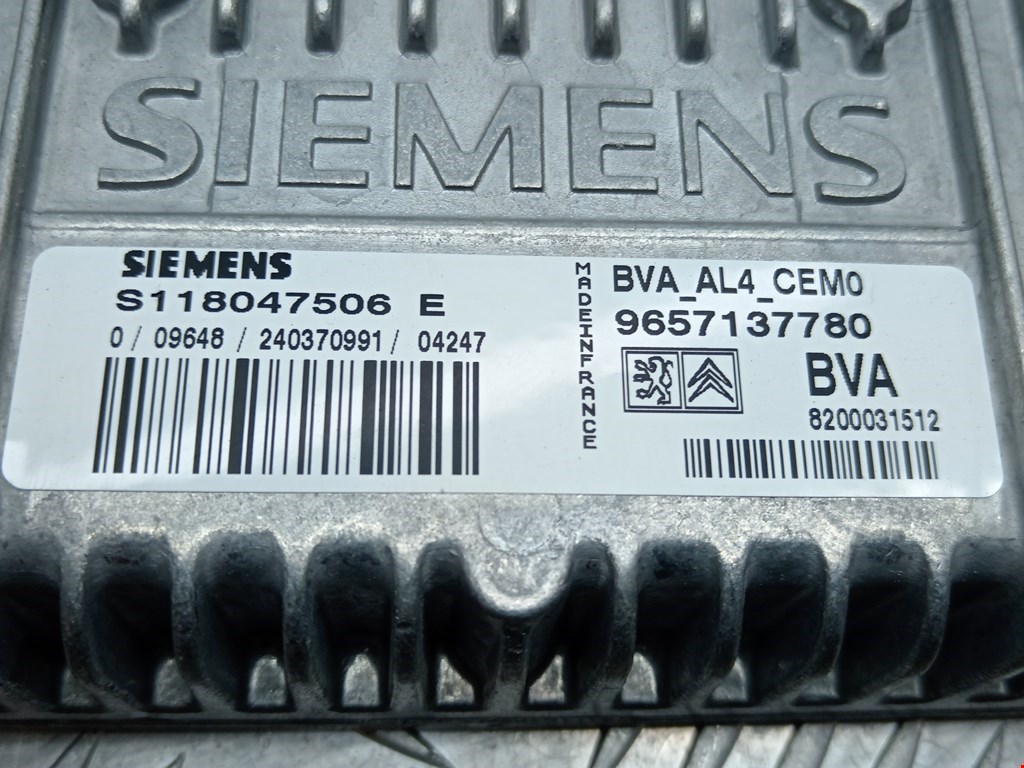 SIEMENS
SIEMENS
S118047506 E
0 / 09648 / 240370991 / 04247
MADEINFRANCE
BVA_AL4_CEM0
9657137780
BVA
8200031512